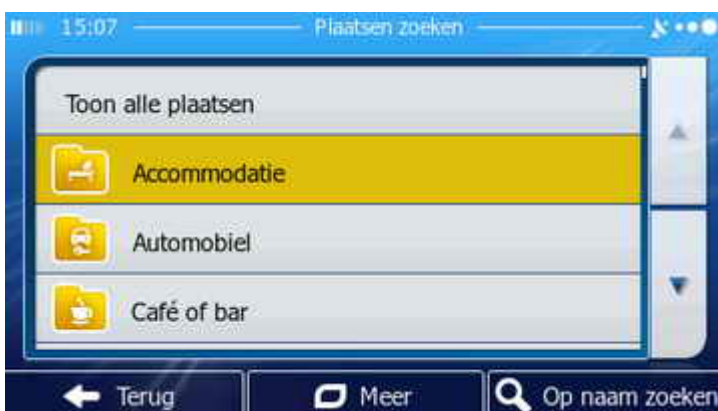 15:07 Plaatsen zoeken
Toon alle plaatsen
Accommodatie
Automobiel
Café of bar
Terug Meer Op naam zoeken